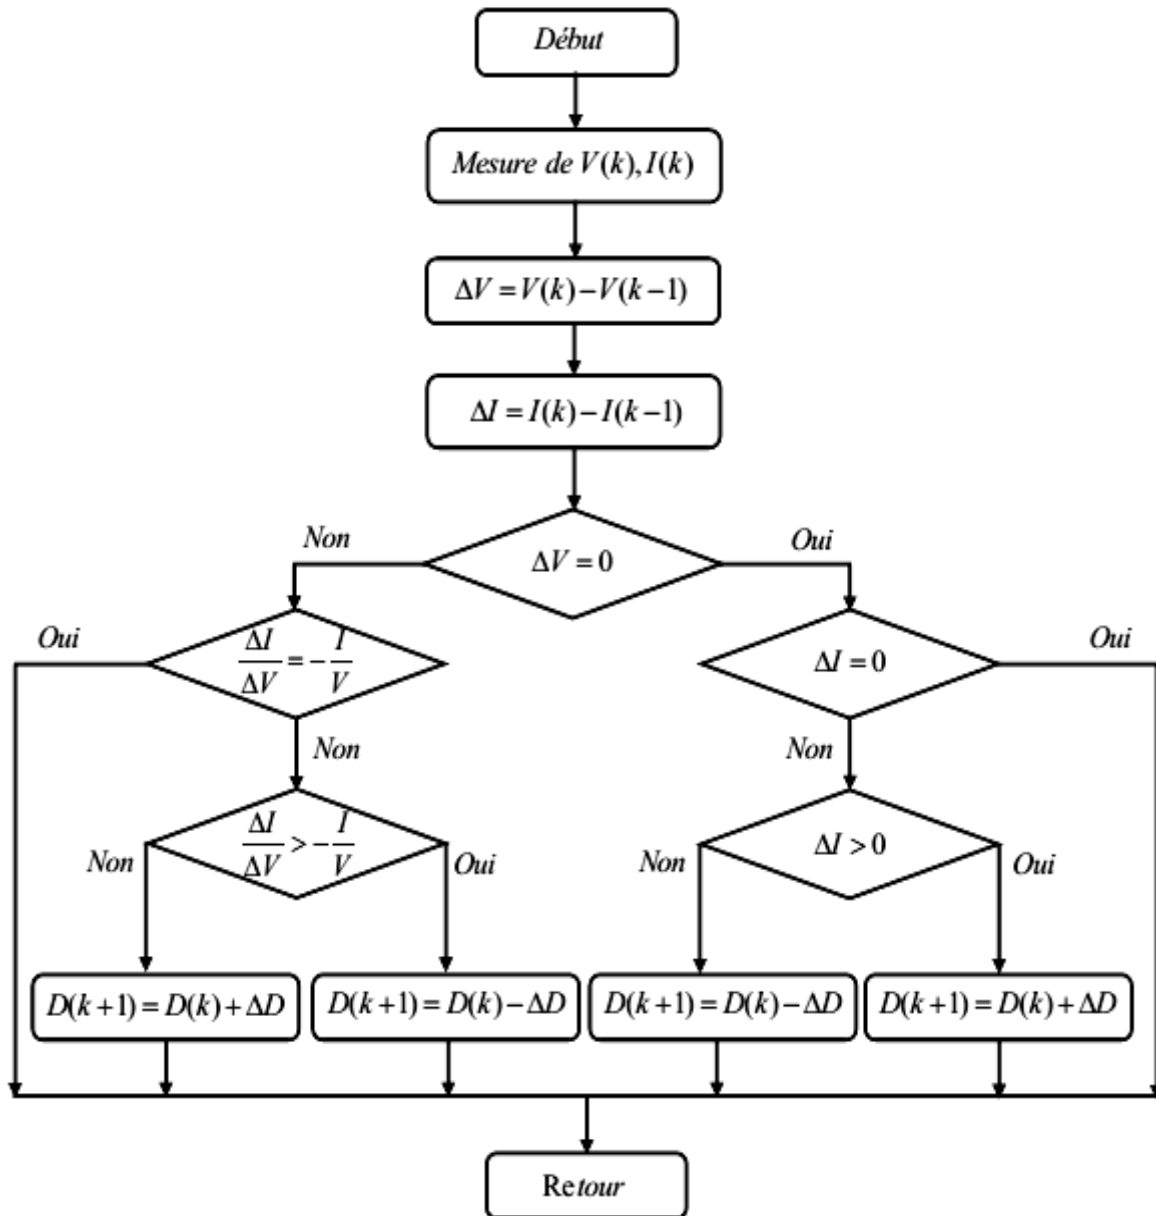 Début
Mesure de V(k), I(k)
ΔV = V(k) − V(k−1)
ΔI = I(k) − I(k−1)
Non
ΔV = 0
Oui
Oui
ΔI/ΔV = −I/V
ΔI = 0
Oui
Non
Non
Non
ΔI/ΔV > −I/V
Oui
Non
ΔI > 0
Oui
D(k+1) = D(k) + ΔD
D(k+1) = D(k) − ΔD
D(k+1) = D(k) − ΔD
D(k+1) = D(k) + ΔD
Retour